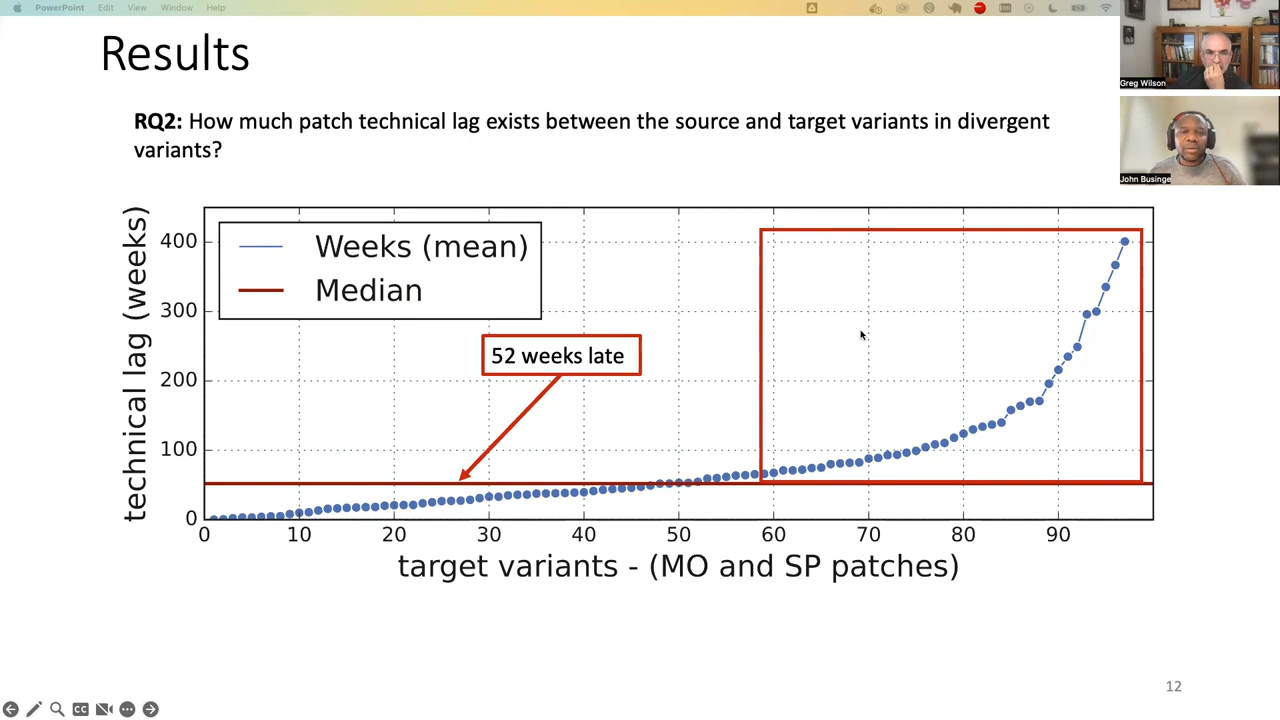 PowerPoint Edit View Window Help
Results
RQ2: How much patch technical lag exists between the source and target variants in divergent
variants?
Greg Wilson
John Businge
technical lag (weeks)
400
300
200
100
0
Weeks (mean)
Median
52 weeks late
0 10 20 30 40 50 60 70 80 90
target variants - (MO and SP patches)
12
CC